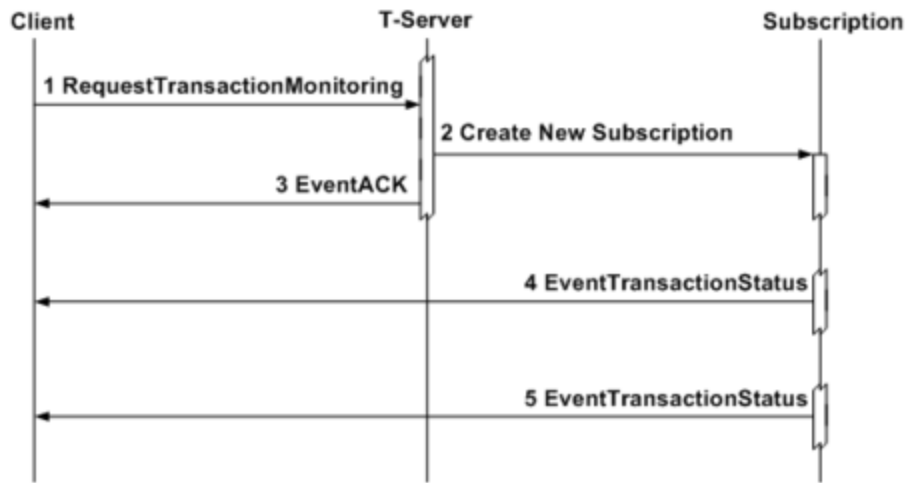 Client
T-Server
Subscription
1 RequestTransactionMonitoring
2 Create New Subscription
3 EventACK
4 EventTransactionStatus
5 EventTransactionStatus